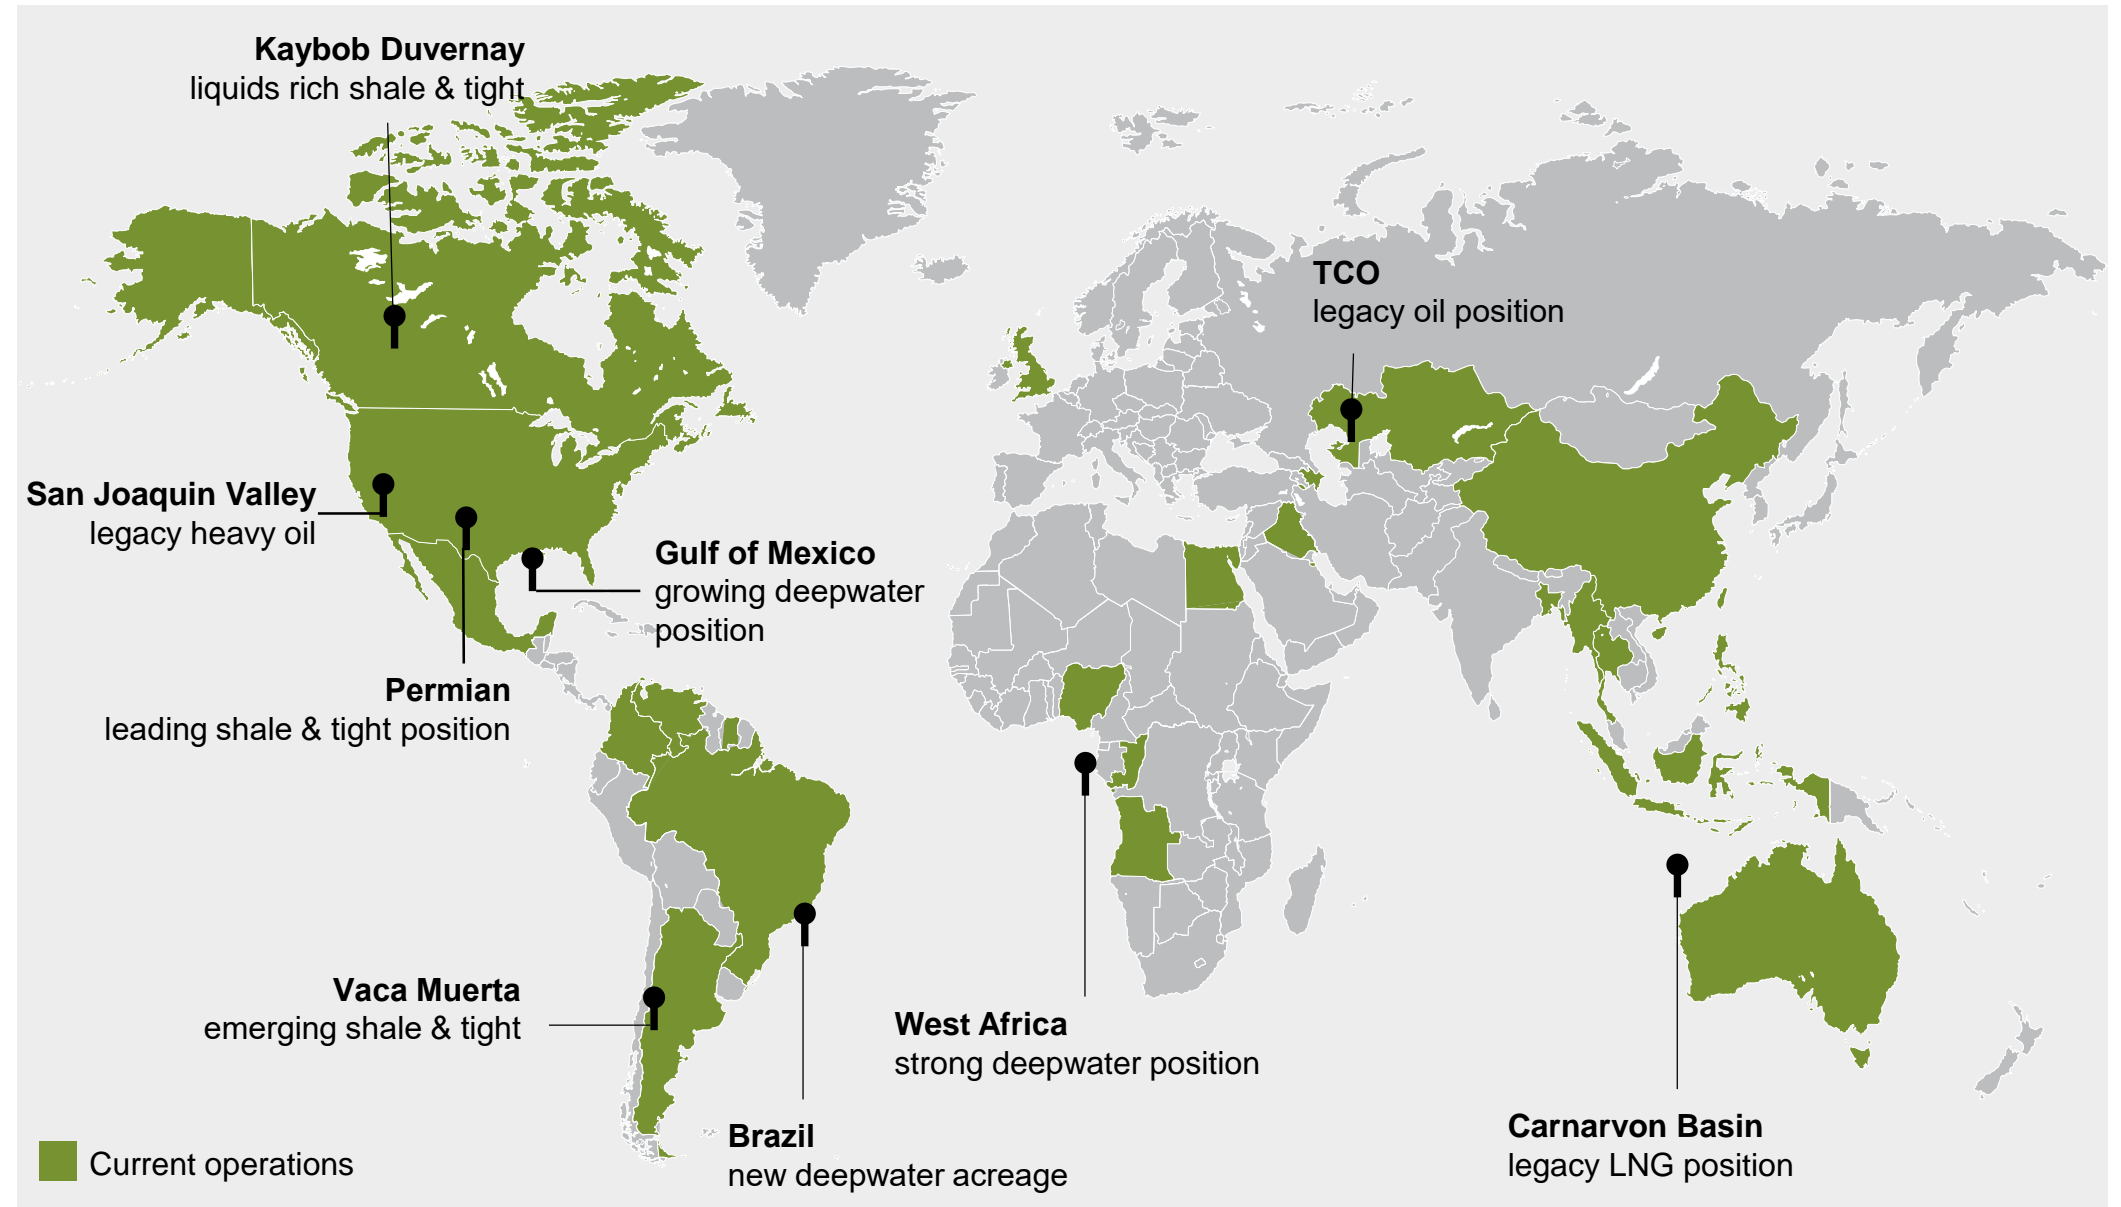 Kaybob Duvernay
liquids rich shale & tight
TCO
legacy oil position
San Joaquin Valley
legacy heavy oil
Gulf of Mexico
growing deepwater
position
Permian
leading shale & tight position
Vaca Muerta
emerging shale & tight
West Africa
strong deepwater position
Brazil
new deepwater acreage
Carnarvon Basin
legacy LNG position
Current operations